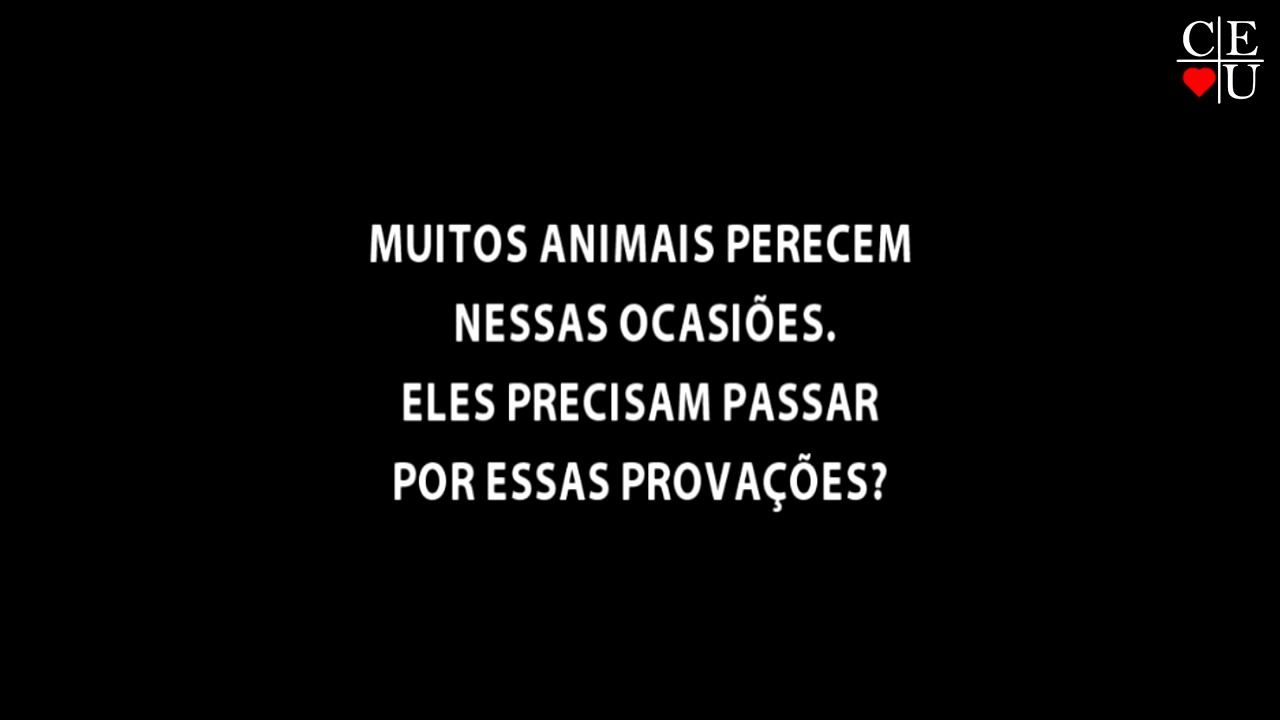 CE
U
MUITOS ANIMAIS PERECEM
NESSAS OCASIÕES.
ELES PRECISAM PASSAR
POR ESSAS PROVAÇÕES?